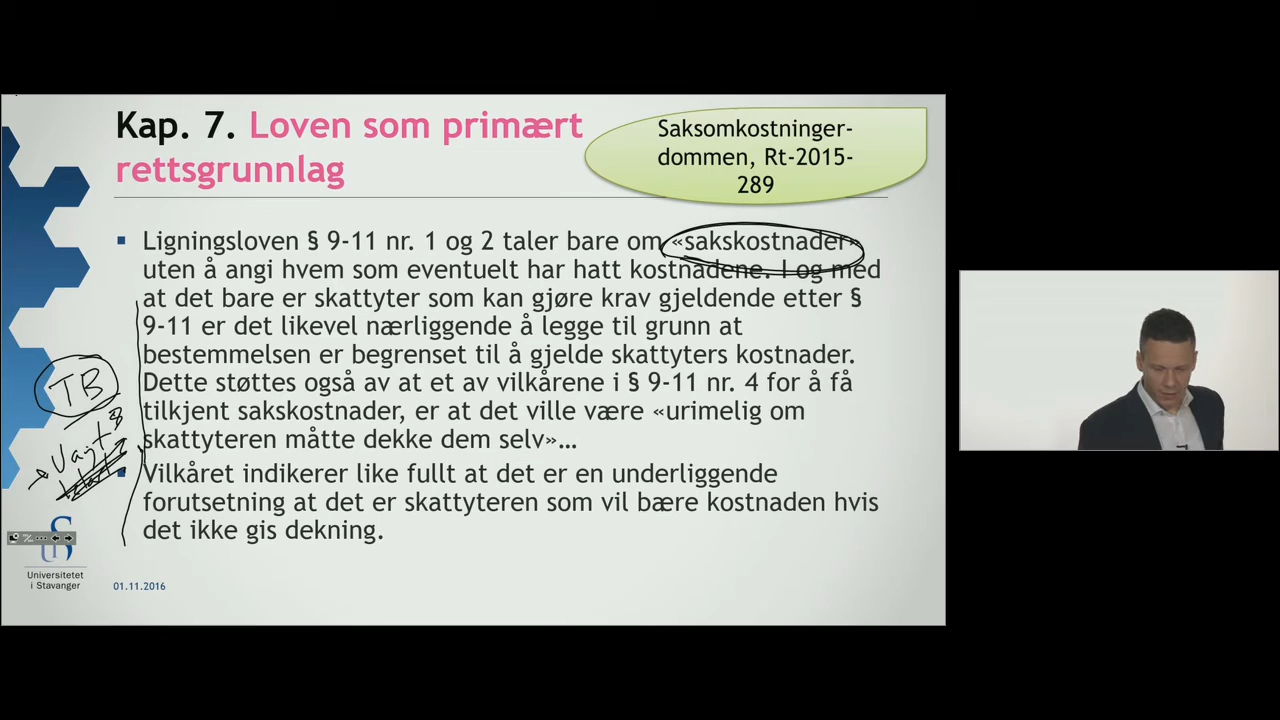 Kap. 7. Loven som primært
rettsgrunnlag
Saksomkostninger-
dommen, Rt-2015-
289
Ligningsloven § 9-11 nr. 1 og 2 taler bare om «sakskostnader»
uten å angi hvem som eventuelt har hatt kostnadene. I og med
at det bare er skattyter som kan gjøre krav gjeldende etter §
9-11 er det likevel nærliggende å legge til grunn at
bestemmelsen er begrenset til å gjelde skattyters kostnader.
Dette støttes også av at et av vilkårene i § 9-11 nr. 4 for å få
tilkjent sakskostnader, er at det ville være «urimelig om
skattyteren måtte dekke dem selv»…
Vilkåret indikerer like fullt at det er en underliggende
forutsetning at det er skattyteren som vil bære kostnaden hvis
det ikke gis dekning.
TB
Universitetet
i Stavanger
01.11.2016